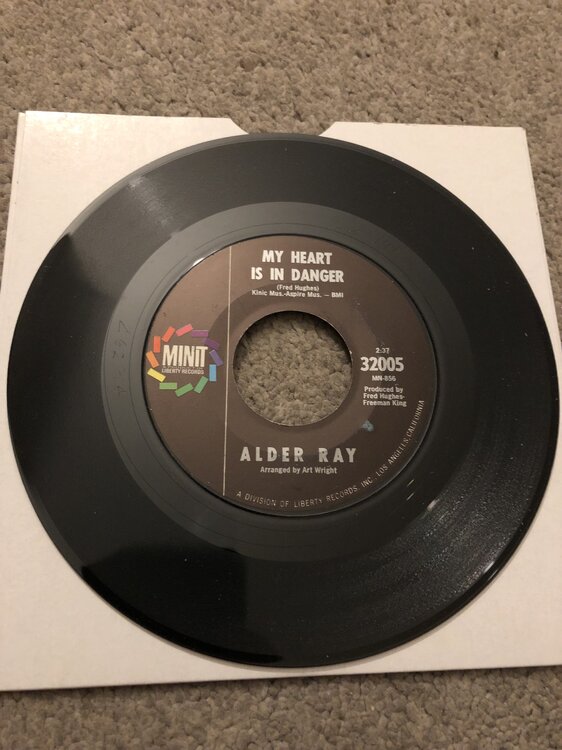 MY HEART
IS IN DANGER
(Fred Hughes)
Kinic Mus.-Aspire Mus. — BMI
MINIT
LIBERTY RECORDS
2:37
32005
MN-856
Produced by
Fred Hughes-
Freeman King
ALDER RAY
Arranged by Art Wright
A DIVISION OF LIBERTY RECORDS, INC., LOS ANGELES, CALIFORNIA